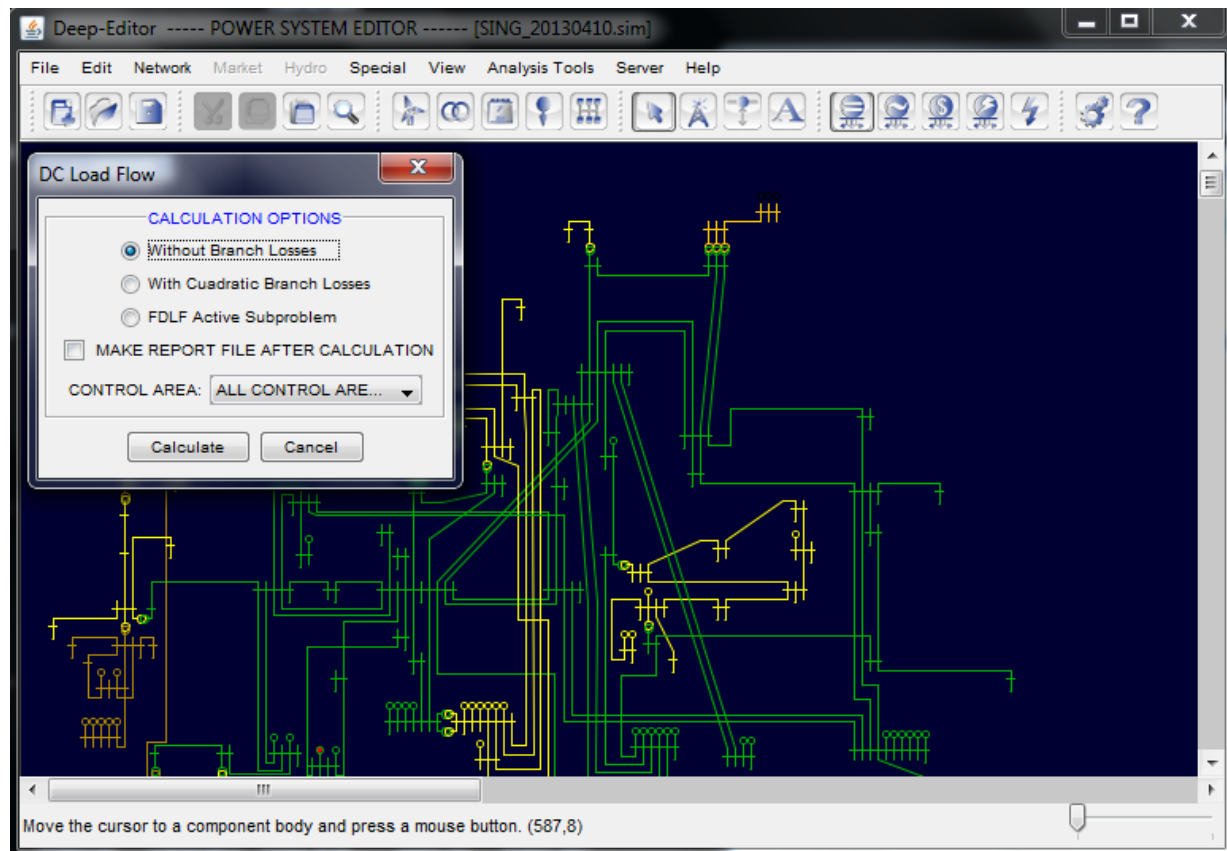 Deep-Editor ----- POWER SYSTEM EDITOR ------ [SING_20130410.sim]
File Edit Network Market Hydro Special View Analysis Tools Server Help
DC Load Flow
CALCULATION OPTIONS
Without Branch Losses
With Cuadratic Branch Losses
FDLF Active Subproblem
MAKE REPORT FILE AFTER CALCULATION
CONTROL AREA: ALL CONTROL ARE...
Calculate Cancel
Move the cursor to a component body and press a mouse button. (587,8)